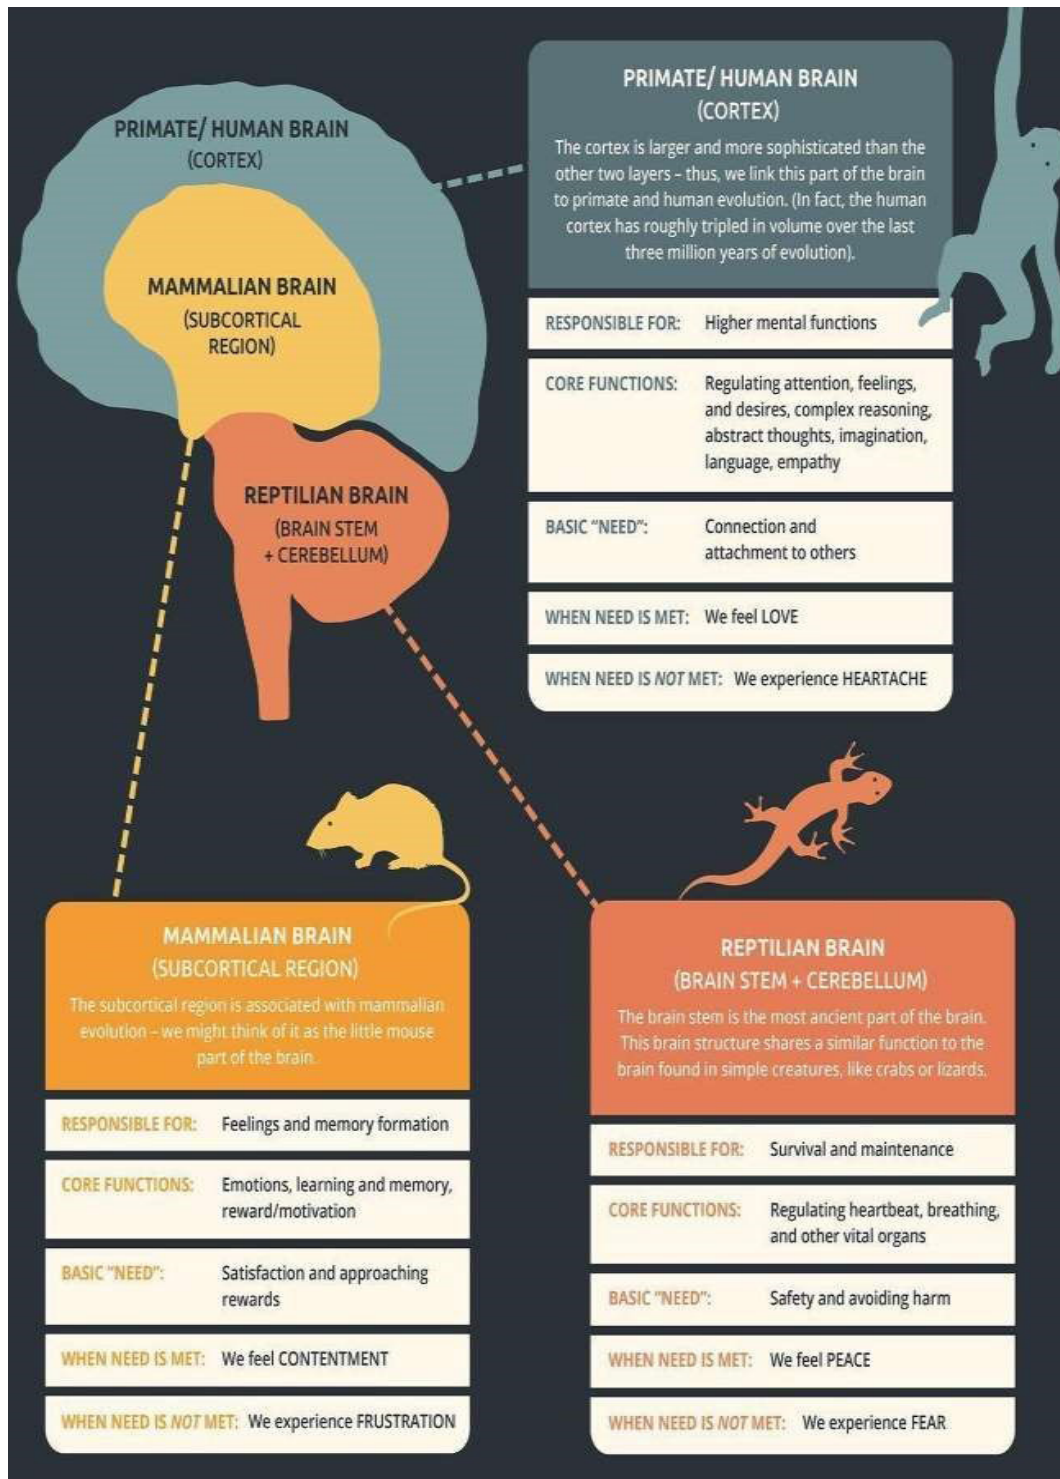 PRIMATE/ HUMAN BRAIN
(CORTEX)
MAMMALIAN BRAIN
(SUBCORTICAL
REGION)
REPTILIAN BRAIN
(BRAIN STEM
+ CEREBELLUM)
PRIMATE/ HUMAN BRAIN
(CORTEX)
The cortex is larger and more sophisticated than the
other two layers – thus, we link this part of the brain
to primate and human evolution. (In fact, the human
cortex has roughly tripled in volume over the last
three million years of evolution).
RESPONSIBLE FOR: Higher mental functions
CORE FUNCTIONS: Regulating attention, feelings,
and desires, complex reasoning,
abstract thoughts, imagination,
language, empathy
BASIC “NEED”: Connection and
attachment to others
WHEN NEED IS MET: We feel LOVE
WHEN NEED IS NOT MET: We experience HEARTACHE
MAMMALIAN BRAIN
(SUBCORTICAL REGION)
The subcortical region is associated with mammalian
evolution – we might think of it as the little mouse
part of the brain.
RESPONSIBLE FOR: Feelings and memory formation
CORE FUNCTIONS: Emotions, learning and memory,
reward/motivation
BASIC “NEED”: Satisfaction and approaching
rewards
WHEN NEED IS MET: We feel CONTENTMENT
WHEN NEED IS NOT MET: We experience FRUSTRATION
REPTILIAN BRAIN
(BRAIN STEM + CEREBELLUM)
The brain stem is the most ancient part of the brain.
This brain structure shares a similar function to the
brain found in simple creatures, like crabs or lizards.
RESPONSIBLE FOR: Survival and maintenance
CORE FUNCTIONS: Regulating heartbeat, breathing,
and other vital organs
BASIC “NEED”: Safety and avoiding harm
WHEN NEED IS MET: We feel PEACE
WHEN NEED IS NOT MET: We experience FEAR